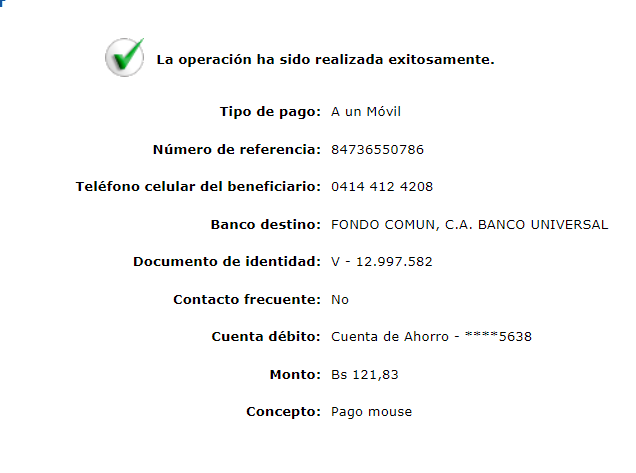 La operación ha sido realizada exitosamente.
Tipo de pago: A un Móvil
Número de referencia: 84736550786
Teléfono celular del beneficiario: 0414 412 4208
Banco destino: FONDO COMUN, C.A. BANCO UNIVERSAL
Documento de identidad: V - 12.997.582
Contacto frecuente: No
Cuenta débito: Cuenta de Ahorro - ****5638
Monto: Bs 121,83
Concepto: Pago mouse